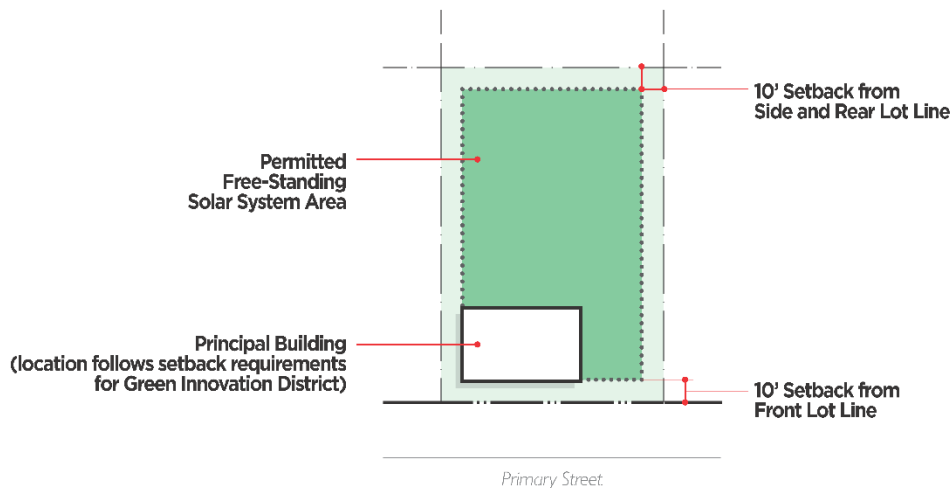 10' Setback from
Side and Rear Lot Line
Permitted
Free-Standing
Solar System Area
Principal Building
(location follows setback requirements
for Green Innovation District)
10' Setback from
Front Lot Line
Primary Street